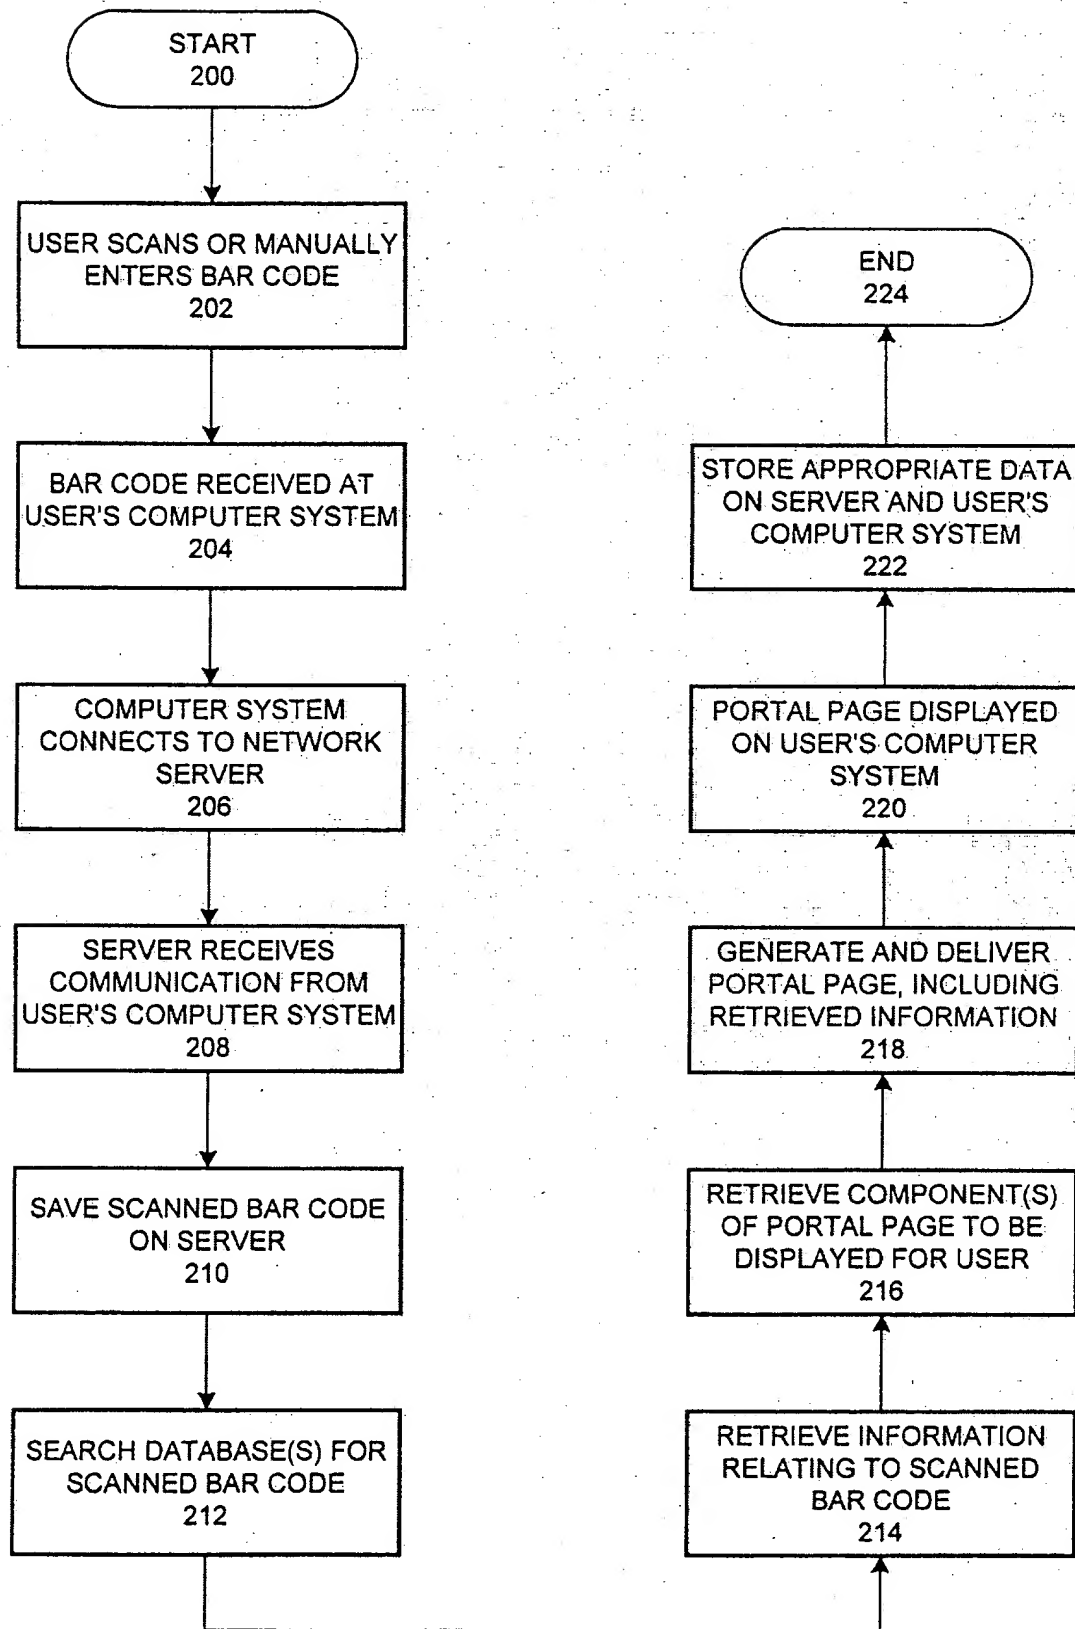 START
200
USER SCANS OR MANUALLY
ENTERS BAR CODE
202
BAR CODE RECEIVED AT
USER'S COMPUTER SYSTEM
204
COMPUTER SYSTEM
CONNECTS TO NETWORK
SERVER
206
SERVER RECEIVES
COMMUNICATION FROM
USER'S COMPUTER SYSTEM
208
SAVE SCANNED BAR CODE
ON SERVER
210
SEARCH DATABASE(S) FOR
SCANNED BAR CODE
212
RETRIEVE INFORMATION
RELATING TO SCANNED
BAR CODE
214
RETRIEVE COMPONENT(S)
OF PORTAL PAGE TO BE
DISPLAYED FOR USER
216
GENERATE AND DELIVER
PORTAL PAGE, INCLUDING
RETRIEVED INFORMATION
218
PORTAL PAGE DISPLAYED
ON USER'S COMPUTER
SYSTEM
220
STORE APPROPRIATE DATA
ON SERVER AND USER'S
COMPUTER SYSTEM
222
END
224